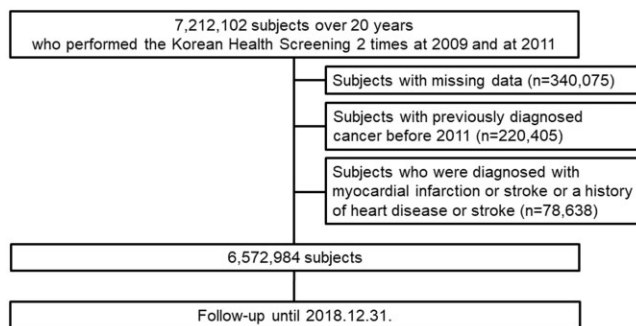 7,212,102 subjects over 20 years
who performed the Korean Health Screening 2 times at 2009 and at 2011
Subjects with missing data (n=340,075)
Subjects with previously diagnosed
cancer before 2011 (n=220,405)
Subjects who were diagnosed with
myocardial infarction or stroke or a history
of heart disease or stroke (n=78,638)
6,572,984 subjects
Follow-up until 2018.12.31.